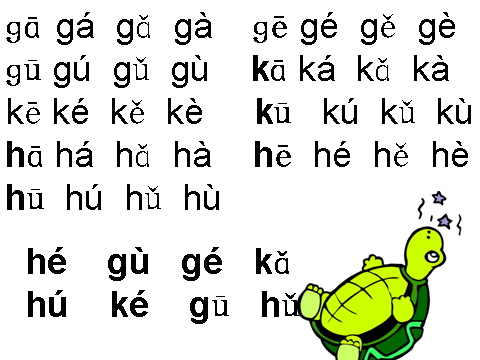 gā gá gǎ gà gē gé gě gè
gū gú gǔ gù kā ká kǎ kà
kē ké kě kè kū kú kǔ kù
hā há hǎ hà hē hé hě hè
hū hú hǔ hù
hé gù gé kǎ
hú ké gū hǔ